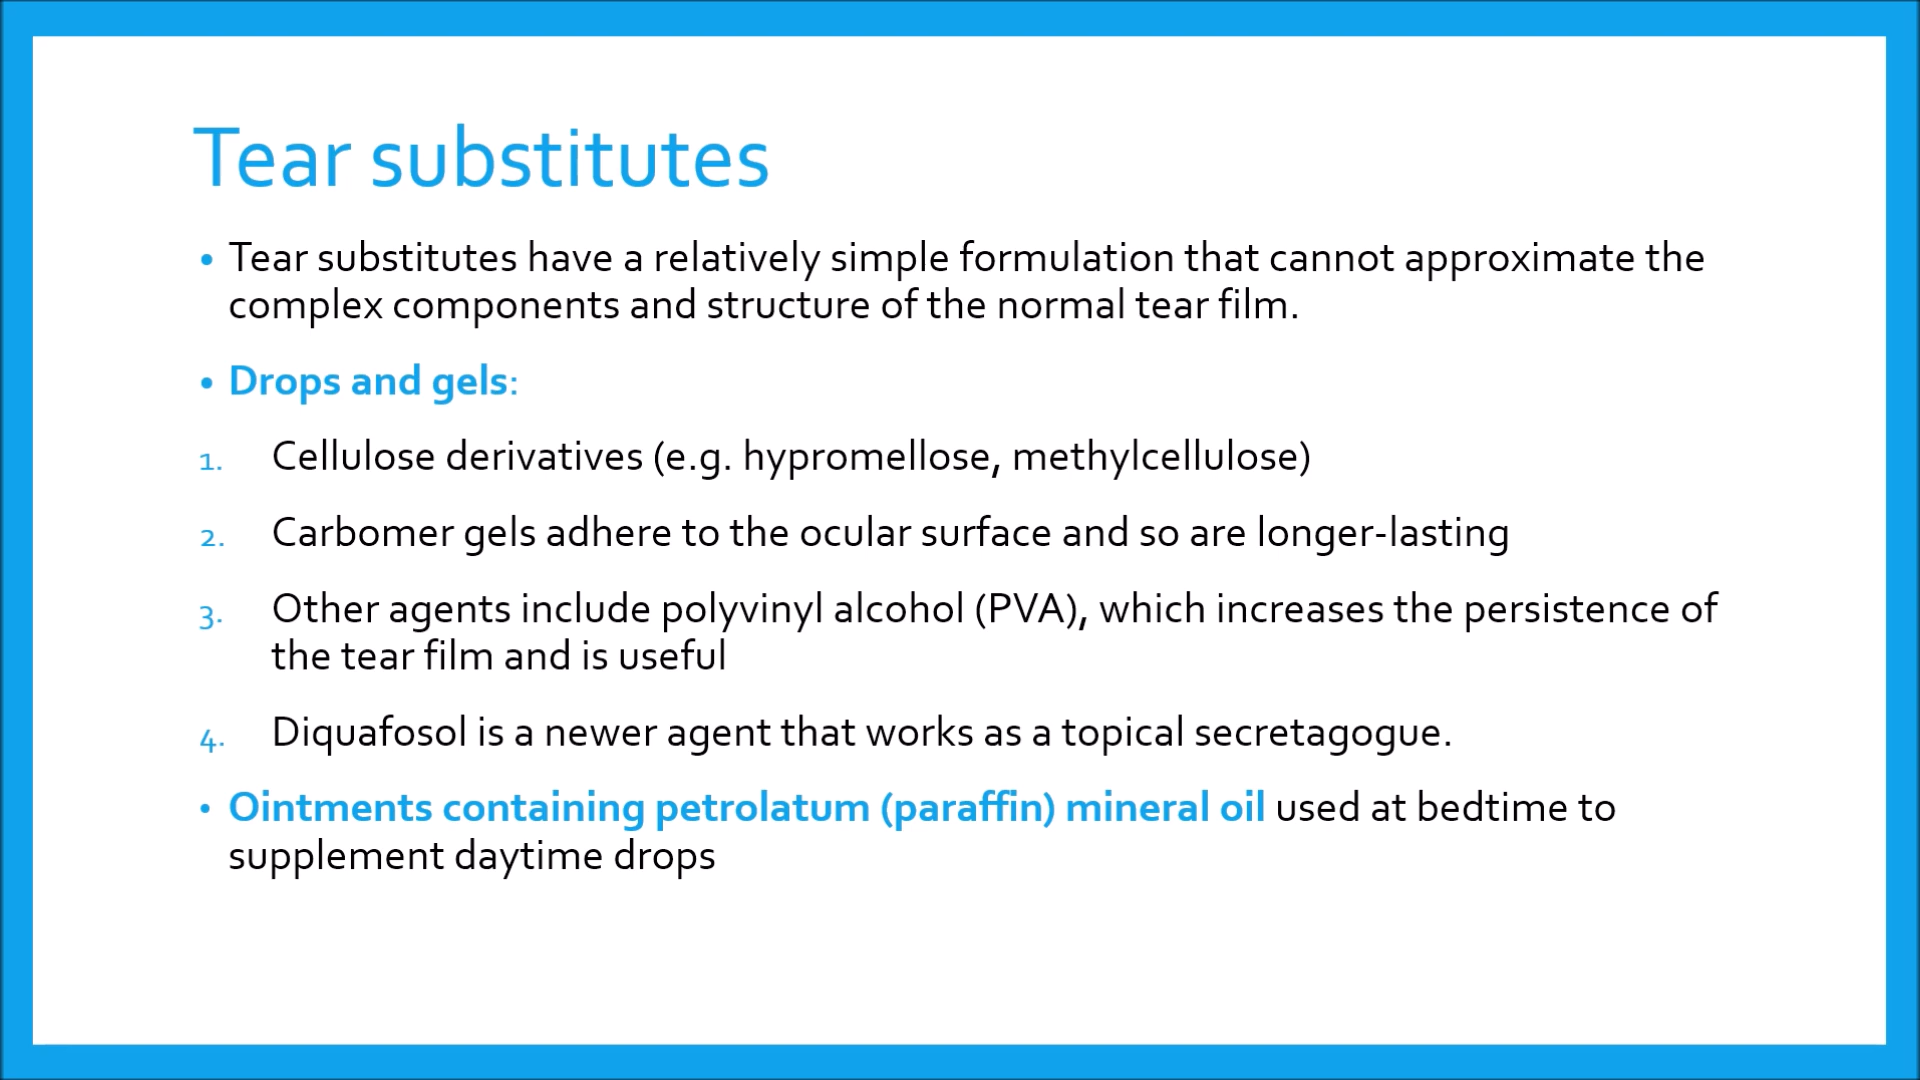 Tear substitutes
• Tear substitutes have a relatively simple formulation that cannot approximate the
complex components and structure of the normal tear film.
• Drops and gels:
1. Cellulose derivatives (e.g. hypromellose, methylcellulose)
2. Carbomer gels adhere to the ocular surface and so are longer-lasting
3. Other agents include polyvinyl alcohol (PVA), which increases the persistence of
the tear film and is useful
4. Diquafosol is a newer agent that works as a topical secretagogue.
• Ointments containing petrolatum (paraffin) mineral oil used at bedtime to
supplement daytime drops